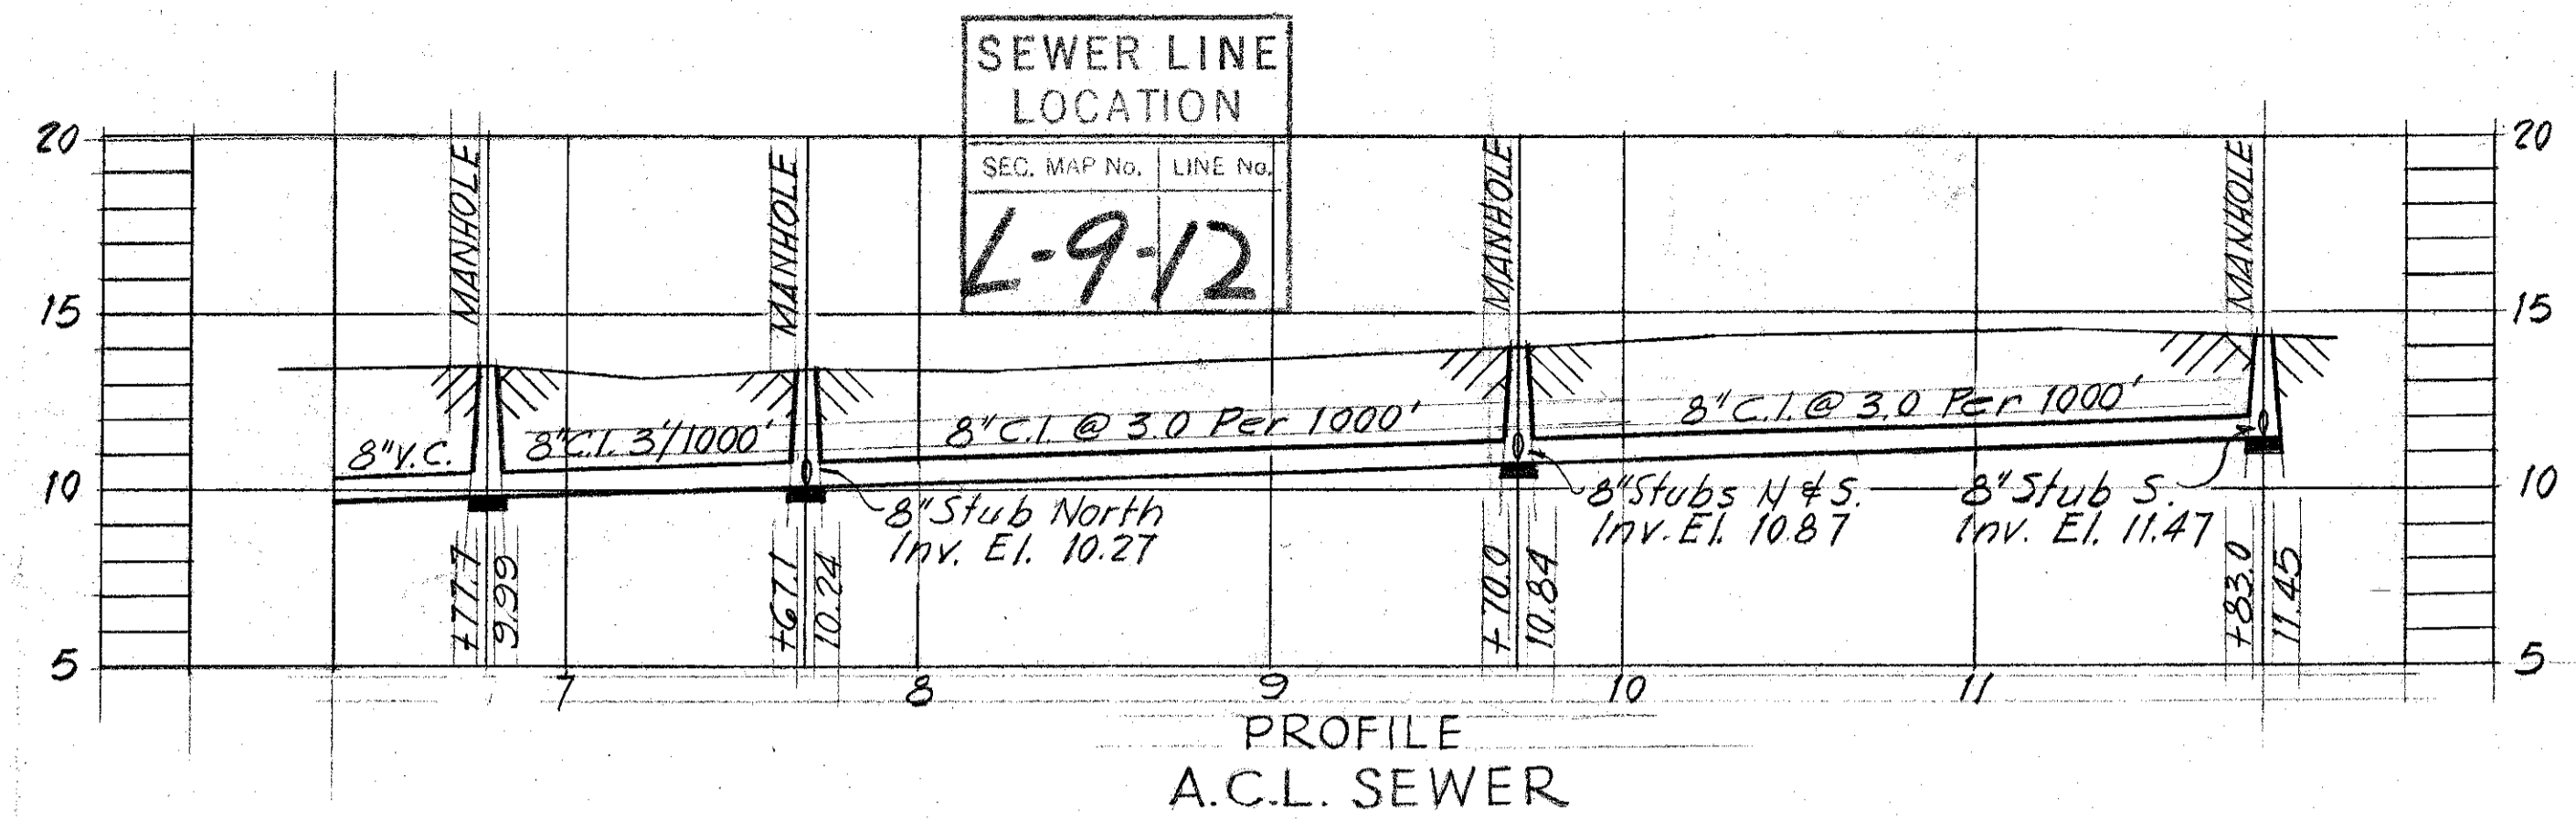 SEWER LINE
LOCATION
SEC. MAP No. LINE No.
L-9-12
20 20
15 15
10 10
5 5
MANHOLE MANHOLE MANHOLE MANHOLE
8"V.C. 8"C.I. 3'/1000' 8"C.I. @ 3.0 Per 1000' 8"C.I. @ 3.0 Per 1000'
8"Stub North
Inv. El. 10.27
8"Stubs N & S.
Inv. El. 10.87
8"Stub S.
Inv. El. 11.47
+77.7 9.99
+67.1 10.24
+70.0 10.84
+83.0 11.45
7 8 9 10 11
PROFILE
A.C.L. SEWER